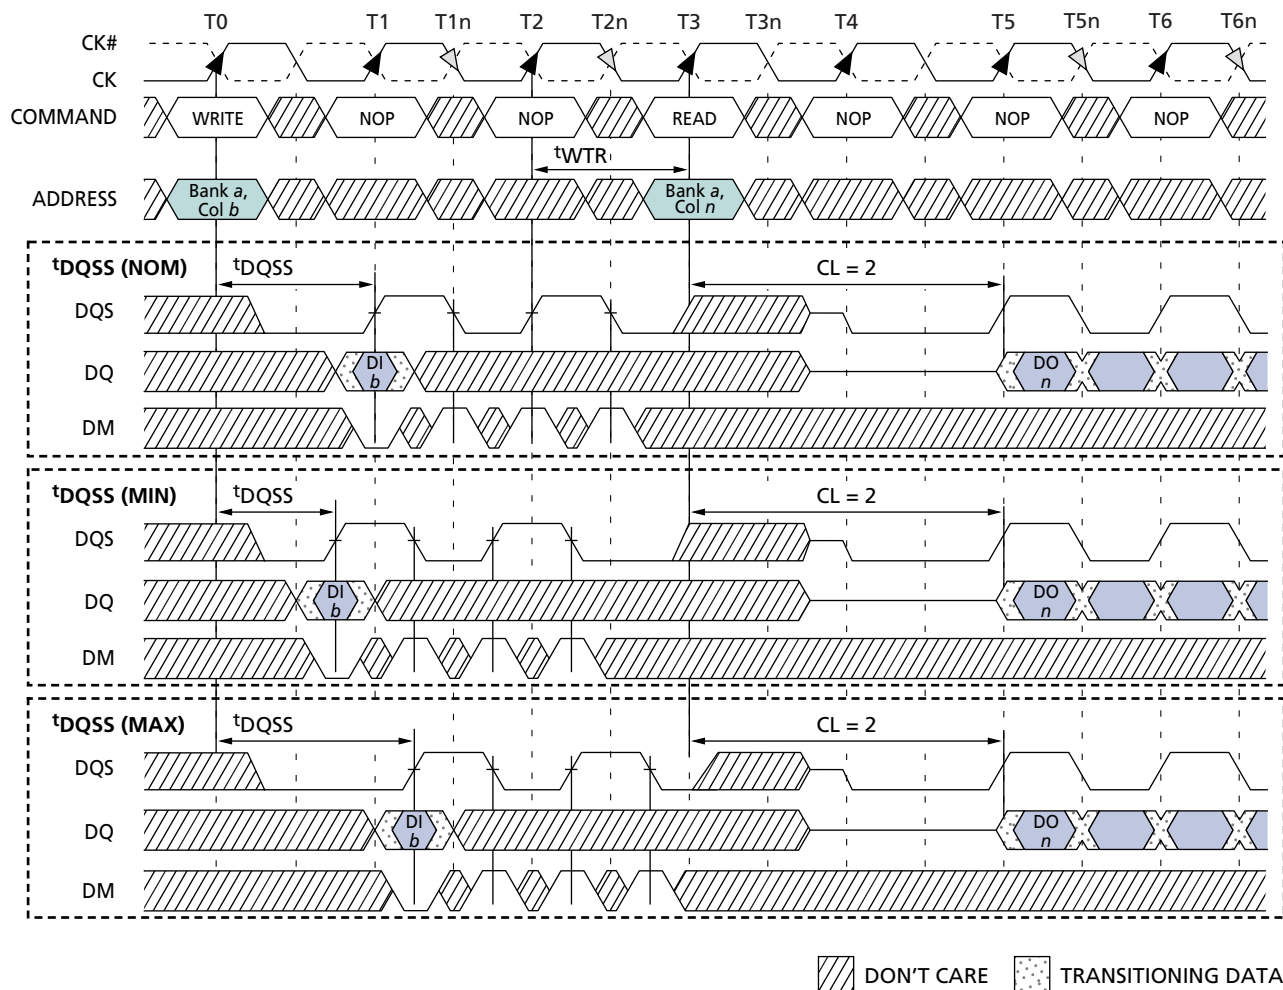 T0 T1 T1n T2 T2n T3 T3n T4 T5 T5n T6 T6n
CK#
CK
COMMAND WRITE NOP NOP READ NOP NOP NOP
tWTR
ADDRESS Bank a, Col b Bank a, Col n
tDQSS (NOM) tDQSS CL = 2
DQS
DQ DI b DO n
DM
tDQSS (MIN) tDQSS CL = 2
DQS
DQ DI b DO n
DM
tDQSS (MAX) tDQSS CL = 2
DQS
DQ DI b DO n
DM
DON'T CARE TRANSITIONING DATA